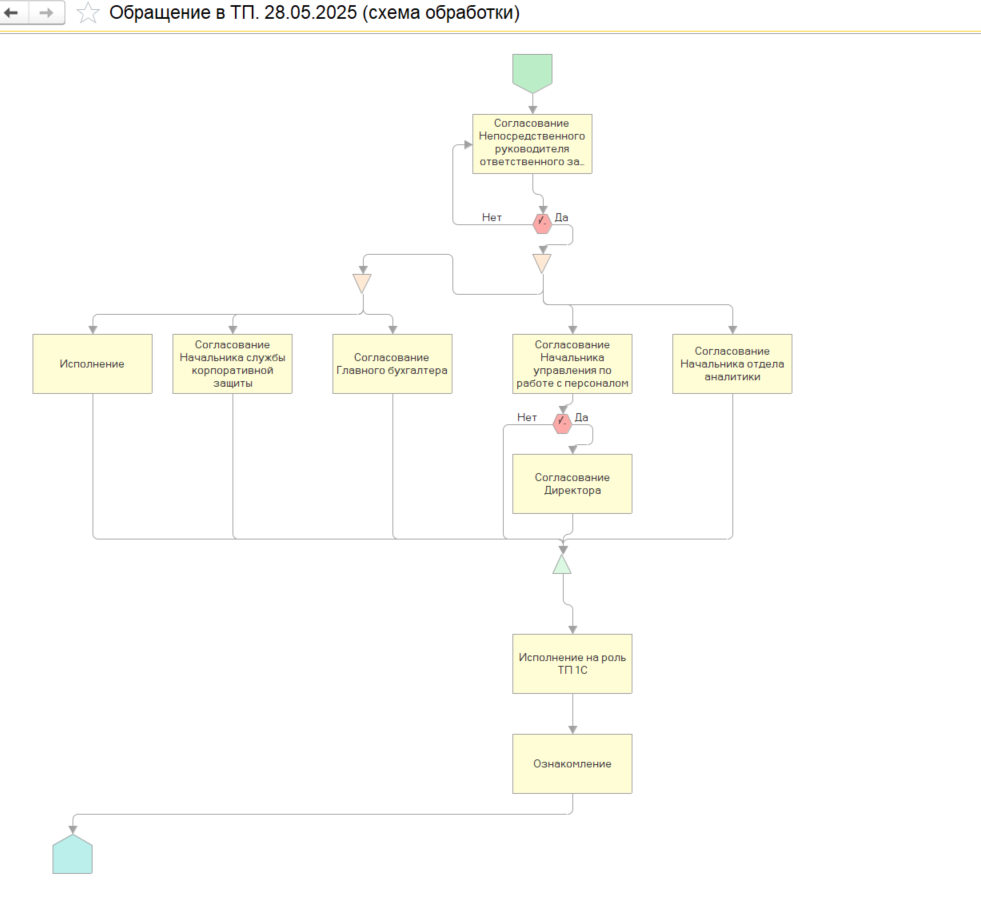 Обращение в ТП. 28.05.2025 (схема обработки)
Согласование
Непосредственного
руководителя
ответственного за..
Нет
Да
Исполнение
Согласование
Начальника службы
корпоративной
защиты
Согласование
Главного бухгалтера
Согласование
Начальника
управления по
работе с персоналом
Согласование
Начальника отдела
аналитики
Нет
Да
Согласование
Директора
Исполнение на роль
ТП 1С
Ознакомление